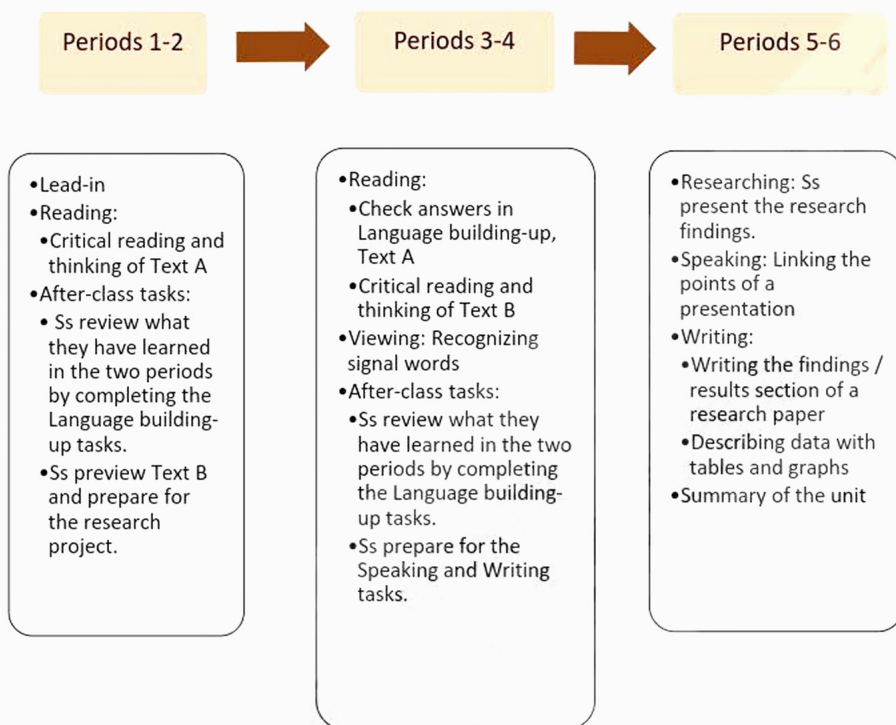 Periods 1-2
Periods 3-4
Periods 5-6
•Lead-in
•Reading:
•Critical reading and
thinking of Text A
•After-class tasks:
• Ss review what
they have learned
in the two periods
by completing the
Language building-
up tasks.
•Ss preview Text B
and prepare for
the research
project.
•Reading:
•Check answers in
Language building-up,
Text A
•Critical reading and
thinking of Text B
•Viewing: Recognizing
signal words
•After-class tasks:
•Ss review what they
have learned in the two
periods by completing
the Language building-
up tasks.
•Ss prepare for the
Speaking and Writing
tasks.
•Researching: Ss
present the research
findings.
•Speaking: Linking the
points of a
presentation
•Writing:
•Writing the findings /
results section of a
research paper
•Describing data with
tables and graphs
•Summary of the unit